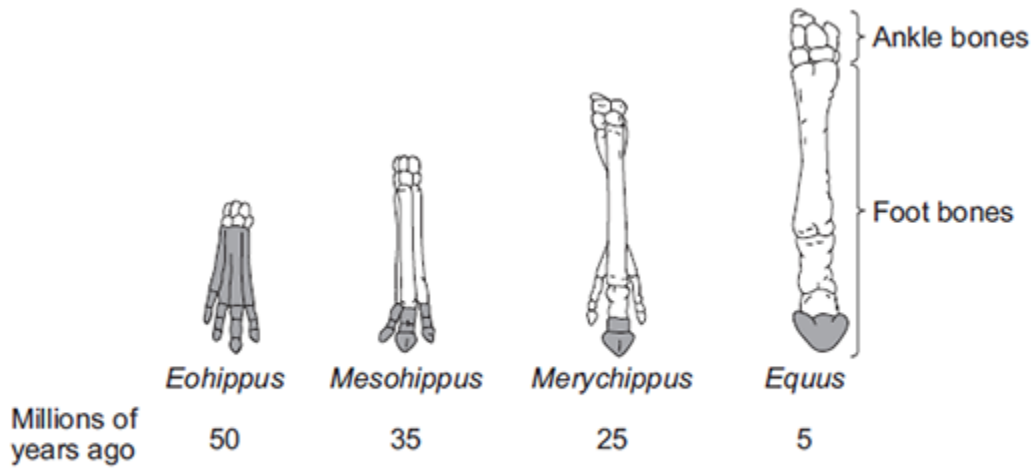 Ankle bones
Foot bones
Eohippus Mesohippus Merychippus Equus
Millions of
years ago
50 35 25 5